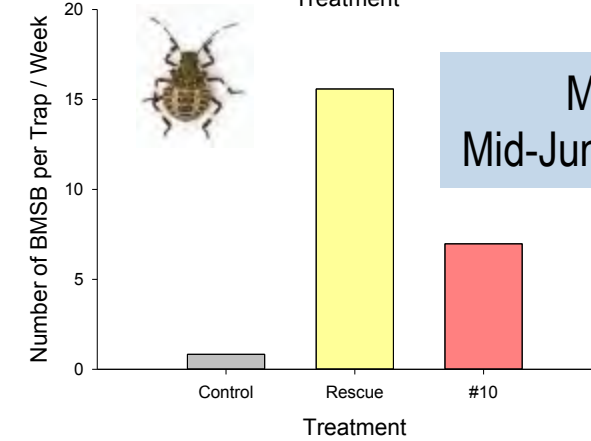 Treatment
Number of BMSB per Trap / Week
20
15
10
5
0
Mid-Jun
Control
Rescue
#10
Treatment